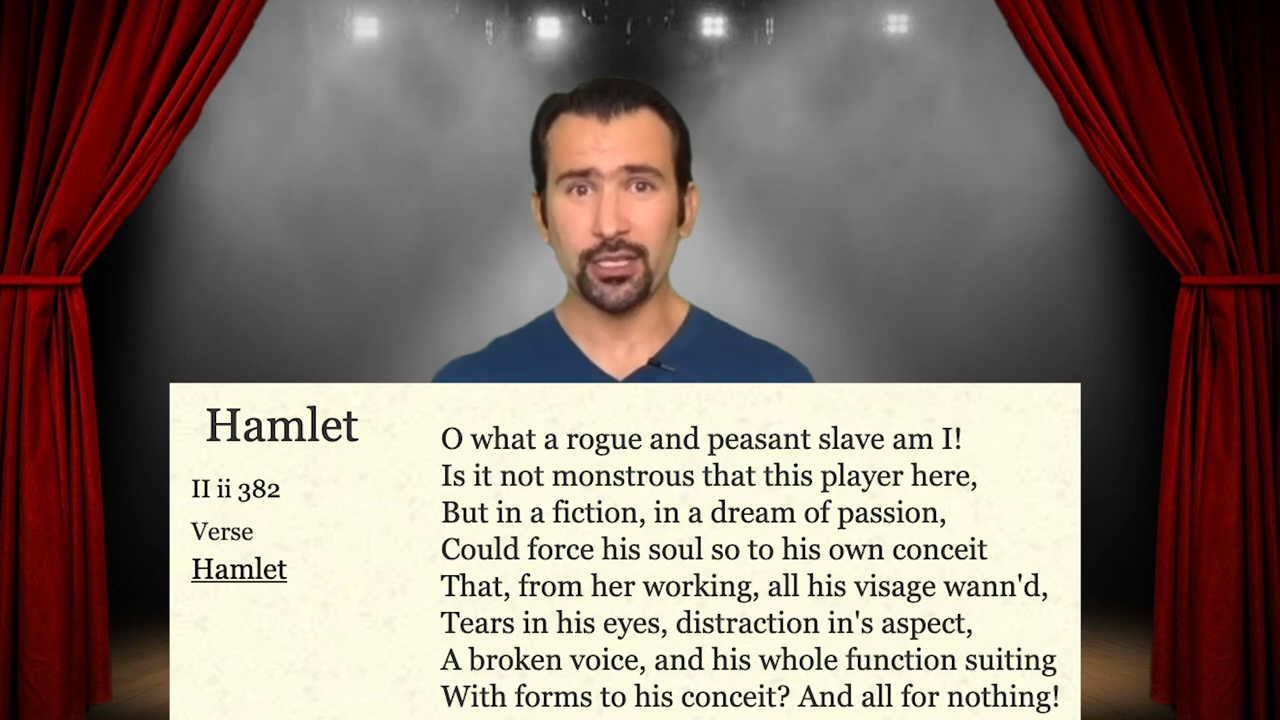 Hamlet
II ii 382
Verse
Hamlet
O what a rogue and peasant slave am I!
Is it not monstrous that this player here,
But in a fiction, in a dream of passion,
Could force his soul so to his own conceit
That, from her working, all his visage wann'd,
Tears in his eyes, distraction in's aspect,
A broken voice, and his whole function suiting
With forms to his conceit? And all for nothing!